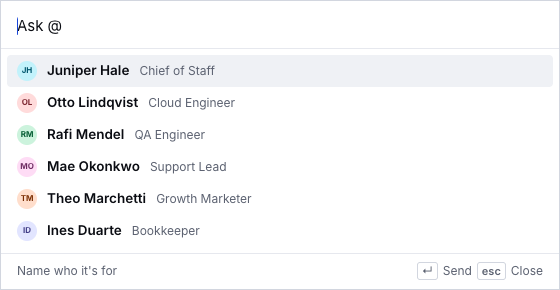 Ask @
JH Juniper Hale Chief of Staff
OL Otto Lindqvist Cloud Engineer
RM Rafi Mendel QA Engineer
MO Mae Okonkwo Support Lead
TM Theo Marchetti Growth Marketer
ID Ines Duarte Bookkeeper
Name who it's for ↵ Send esc Close